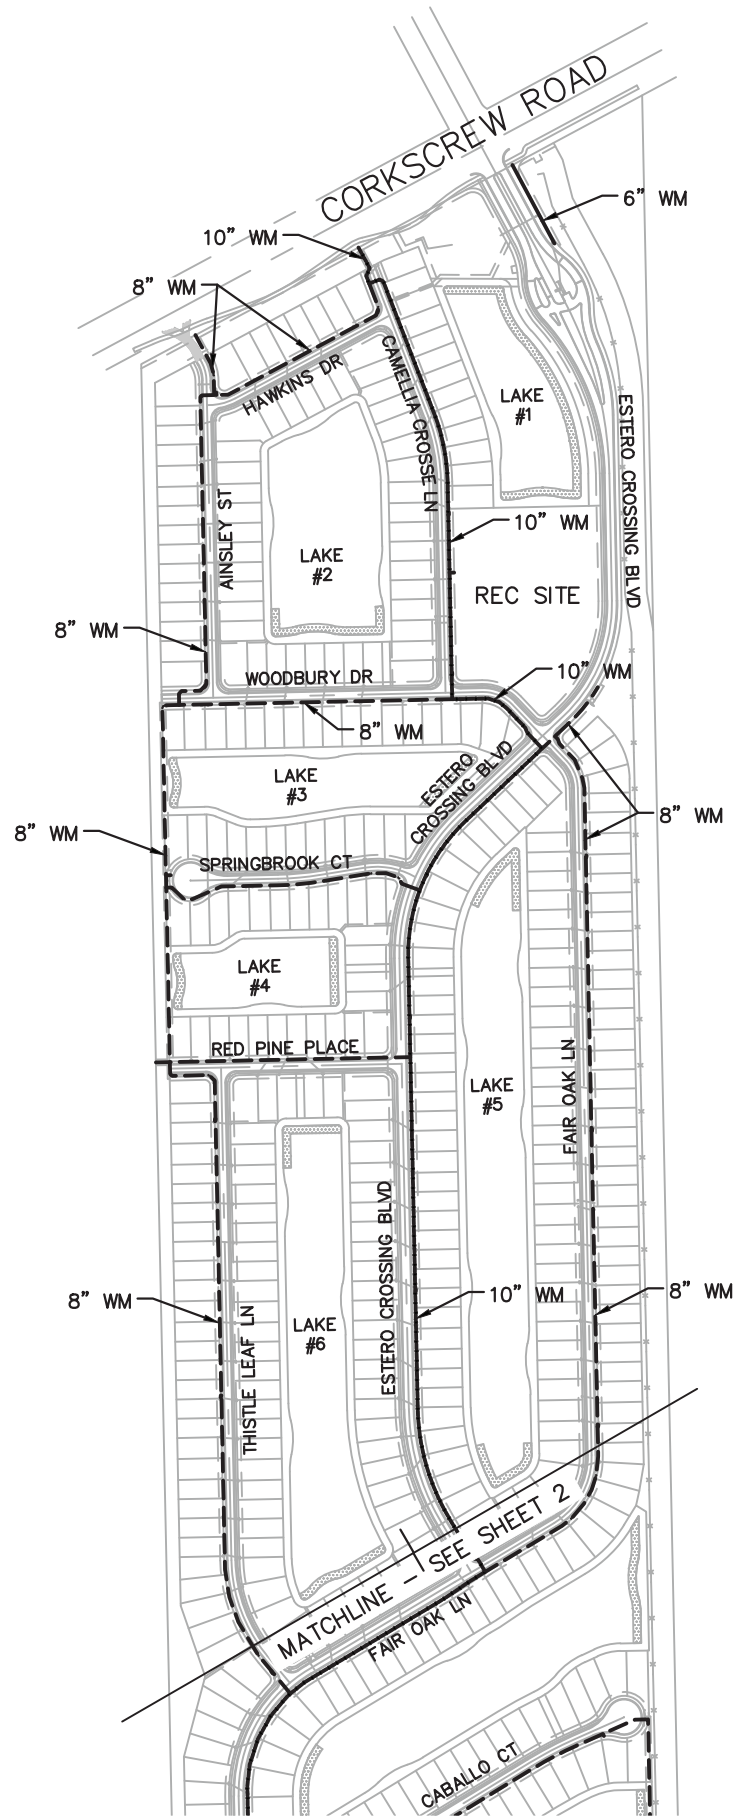 CORKSCREW ROAD
6” WM
10” WM
8” WM
HAWKINS DR
CAMELLIA CROSSE LN
LAKE
#1
ESTERO CROSSING BLVD
AINSLEY ST
10” WM
LAKE
#2
REC SITE
8” WM
WOODBURY DR
10” WM
8” WM
LAKE
#3
ESTERO
CROSSING BLVD
8” WM
8” WM
SPRINGBROOK CT
LAKE
#4
RED PINE PLACE
FAIR OAK LN
LAKE
#5
ESTERO CROSSING BLVD
8” WM
10” WM
8” WM
THISTLE LEAF LN
LAKE
#6
MATCHLINE - SEE SHEET 2
FAIR OAK LN
CABALLO CT